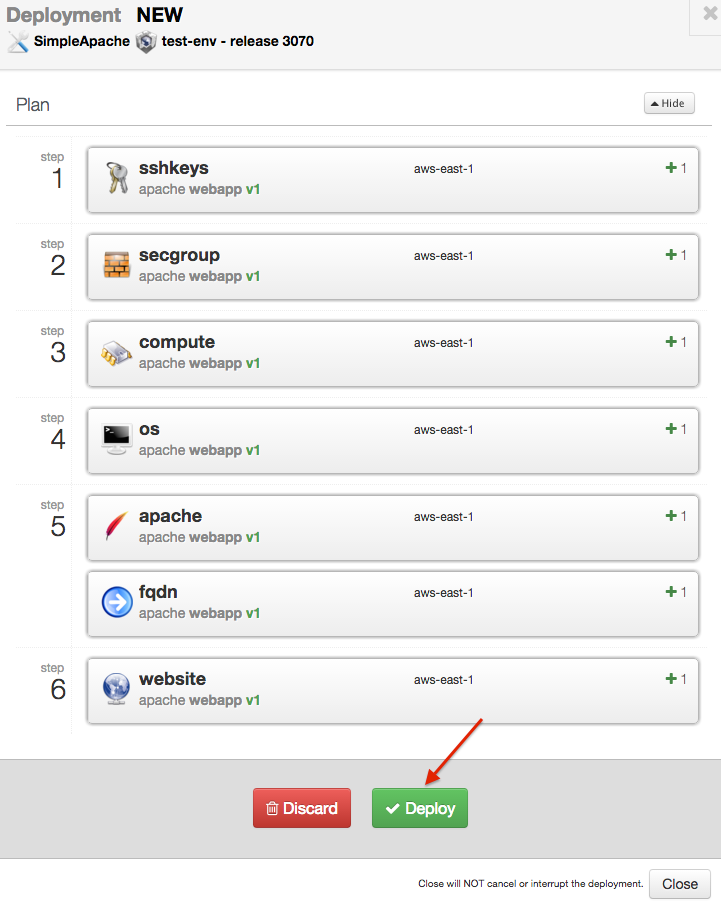 Deployment NEW
SimpleApache test-env - release 3070
Plan
Hide
step
1
sshkeys aws-east-1 1
apache webapp v1
step
2
secgroup aws-east-1 1
apache webapp v1
step
3
compute aws-east-1 1
apache webapp v1
step
4
os aws-east-1 1
apache webapp v1
step
5
apache aws-east-1 1
apache webapp v1
fqdn aws-east-1 1
apache webapp v1
step
6
website aws-east-1 1
apache webapp v1
Discard Deploy
Close will NOT cancel or interrupt the deployment. Close